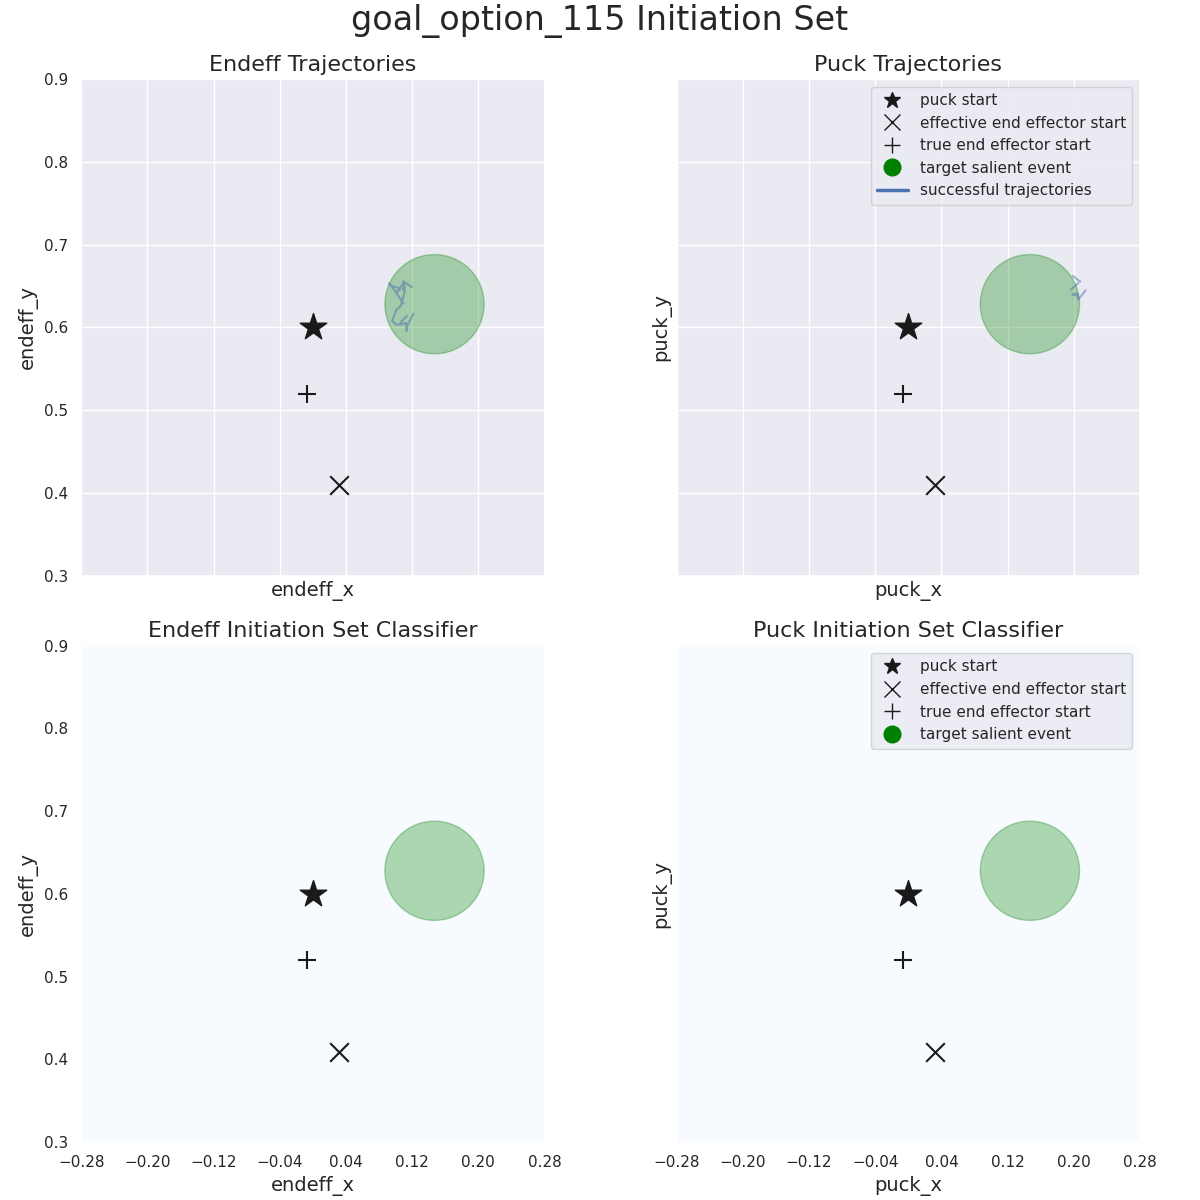 goal_option_115 Initiation Set
Endeff Trajectories
0.9
0.8
0.7
0.6
0.5
0.4
0.3
endeff_y
endeff_x
Puck Trajectories
puck start
effective end effector start
true end effector start
target salient event
successful trajectories
puck_y
puck_x
Endeff Initiation Set Classifier
0.9
0.8
0.7
0.6
0.5
0.4
0.3
endeff_y
−0.28 −0.20 −0.12 −0.04 0.04 0.12 0.20 0.28
endeff_x
Puck Initiation Set Classifier
puck start
effective end effector start
true end effector start
target salient event
puck_y
−0.28 −0.20 −0.12 −0.04 0.04 0.12 0.20 0.28
puck_x